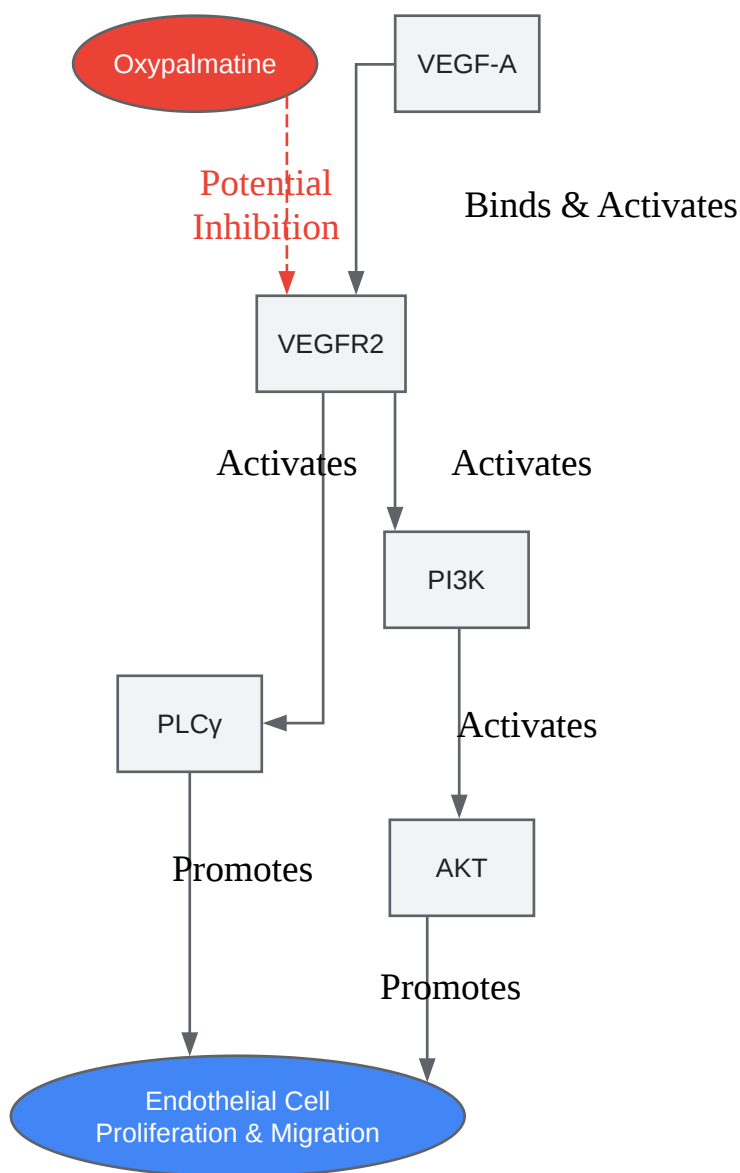 Oxypalmatine
VEGF-A
Potential
Inhibition
Binds & Activates
VEGFR2
Activates
Activates
PI3K
PLCγ
Activates
Promotes
AKT
Promotes
Endothelial Cell
Proliferation & Migration